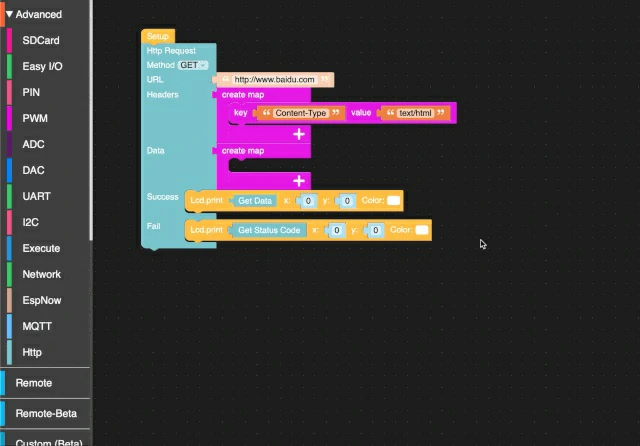 Advanced
SDCard
Easy I/O
PIN
PWM
ADC
DAC
UART
I2C
Execute
Network
EspNow
MQTT
Http
Remote
Remote-Beta
Custom (Beta)
Setup
Http Request
Method GET
URL “ http://www.baidu.com ”
Headers create map
key “ Content-Type ” value “ text/html ”
+
Data create map
+
Success Lcd.print Get Data x: 0 y: 0 Color:
Fail Lcd.print Get Status Code x: 0 y: 0 Color: